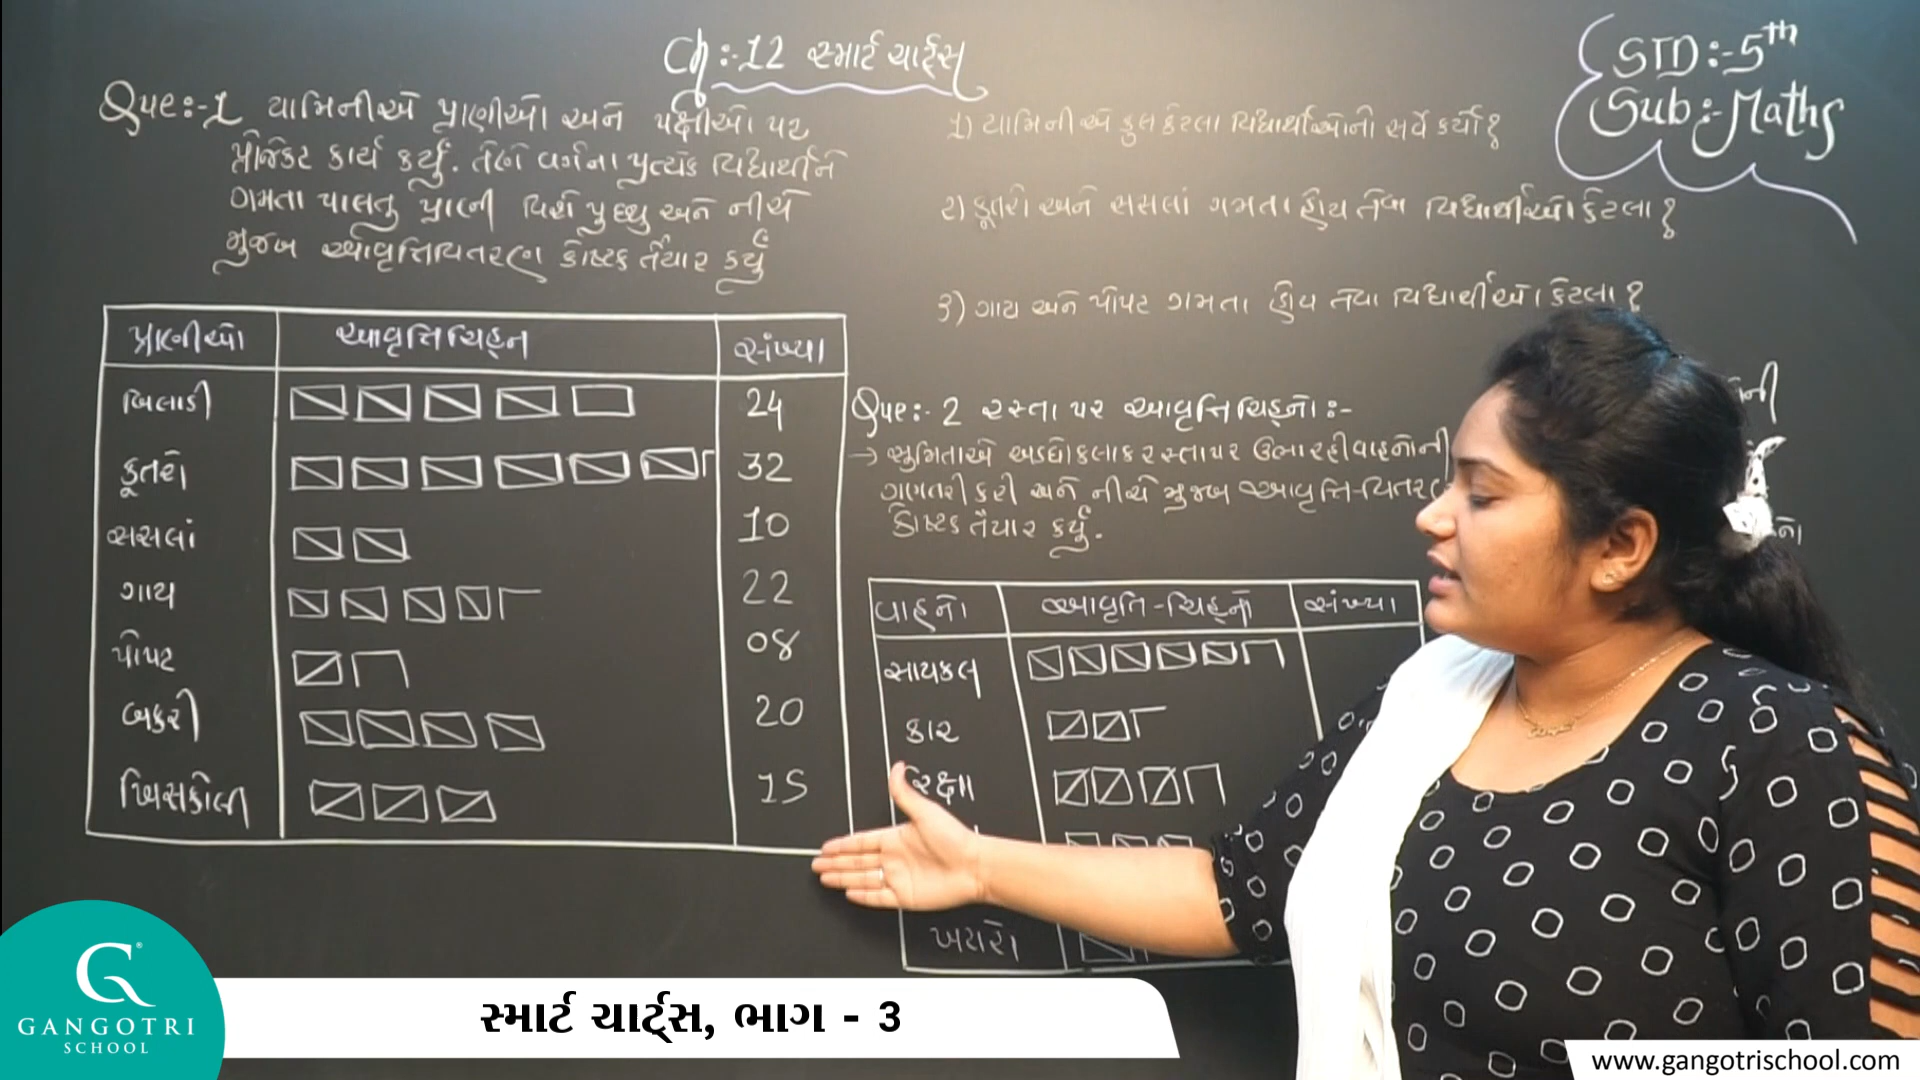 Ch:-12 સ્માર્ટ ચાર્ટ્સ
STD:-5th
Sub:-Maths
Que:-1 યામિનીએ પ્રાણીઓ અને પક્ષીઓ પર
પ્રોજેક્ટ કાર્ય કર્યું. તેણે વર્ગના પ્રત્યેક વિદ્યાર્થીને
ગમતા પાલતુ પ્રાણી વિશે પુછ્યુ અને નીચે
મુજબ આવૃત્તિવિતરણ કોષ્ટક તૈયાર કર્યું
પ્રાણીઓ આવૃત્તિચિહ્ન સંખ્યા
બિલાડી 24
કૂતરો 32
સસલાં 10
ગાય 22
પોપટ 08
બકરી 20
ખિસકોલી 15
1) યામિનીએ કુલ કેટલા વિદ્યાર્થીઓનો સર્વે કર્યો?
2) કૂતરો અને સસલાં ગમતા હોય તેવા વિદ્યાર્થીઓ કેટલા?
3) ગાય અને પોપટ ગમતા હોય તેવા વિદ્યાર્થીઓ કેટલા?
Que:- 2 રસ્તા પર આવૃત્તિ ચિહ્નો:-
→ સુમિતાએ અડધો કલાક રસ્તા પર ઉભા રહી વાહનોની
ગણતરી કરી અને નીચે મુજબ આવૃત્તિ-વિતરણ
કોષ્ટક તૈયાર કર્યું.
વાહનો આવૃતિ-ચિહ્નો સંખ્યા
સાયકલ
કાર
રિક્ષા
ખટારો
GANGOTRI
SCHOOL
સ્માર્ટ ચાર્ટ્સ, ભાગ - 3
www.gangotrischool.com